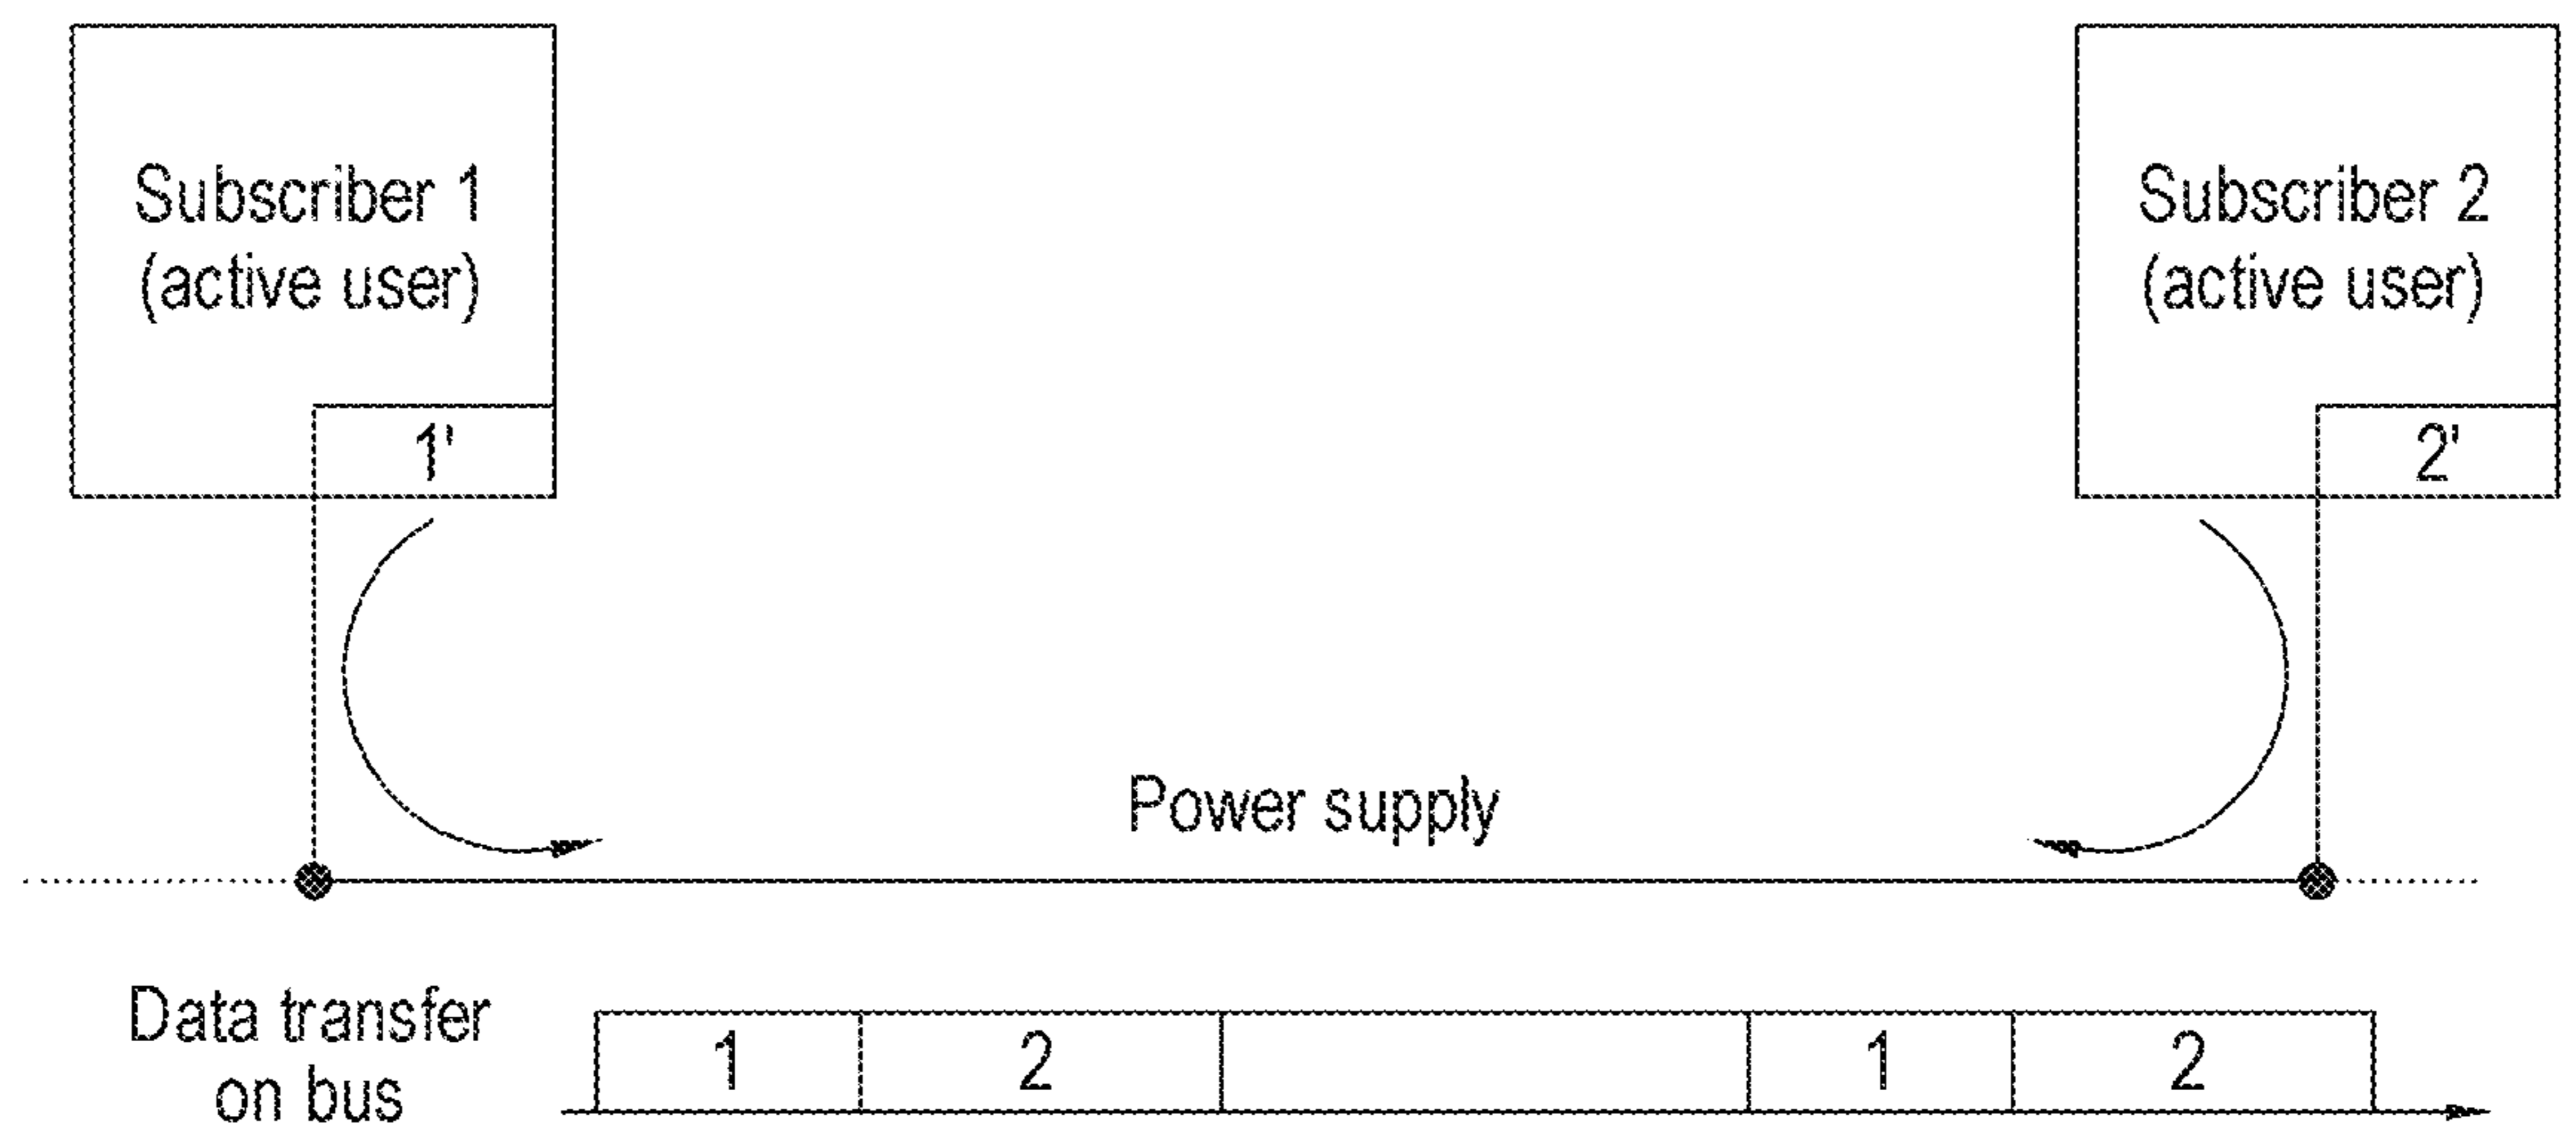 Subscriber 1
(active user)
1'
Subscriber 2
(active user)
2'
Power supply
Data transfer
on bus
1
2
1
2